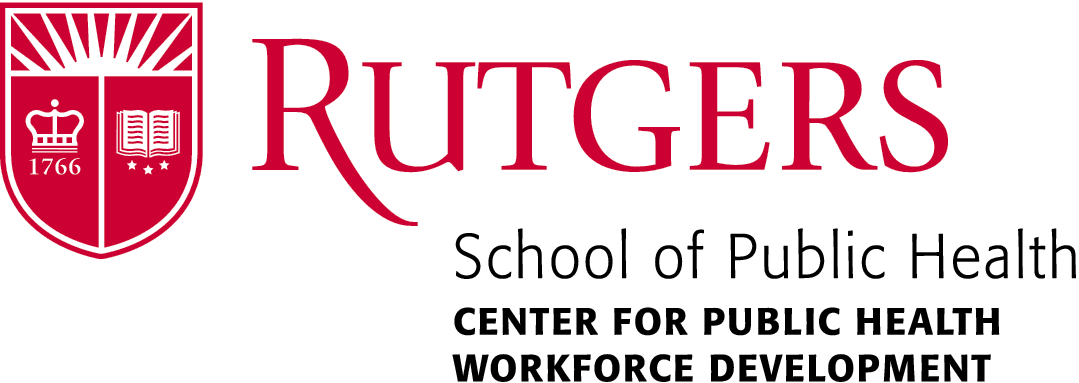 1766
RUTGERS
School of Public Health
CENTER FOR PUBLIC HEALTH
WORKFORCE DEVELOPMENT